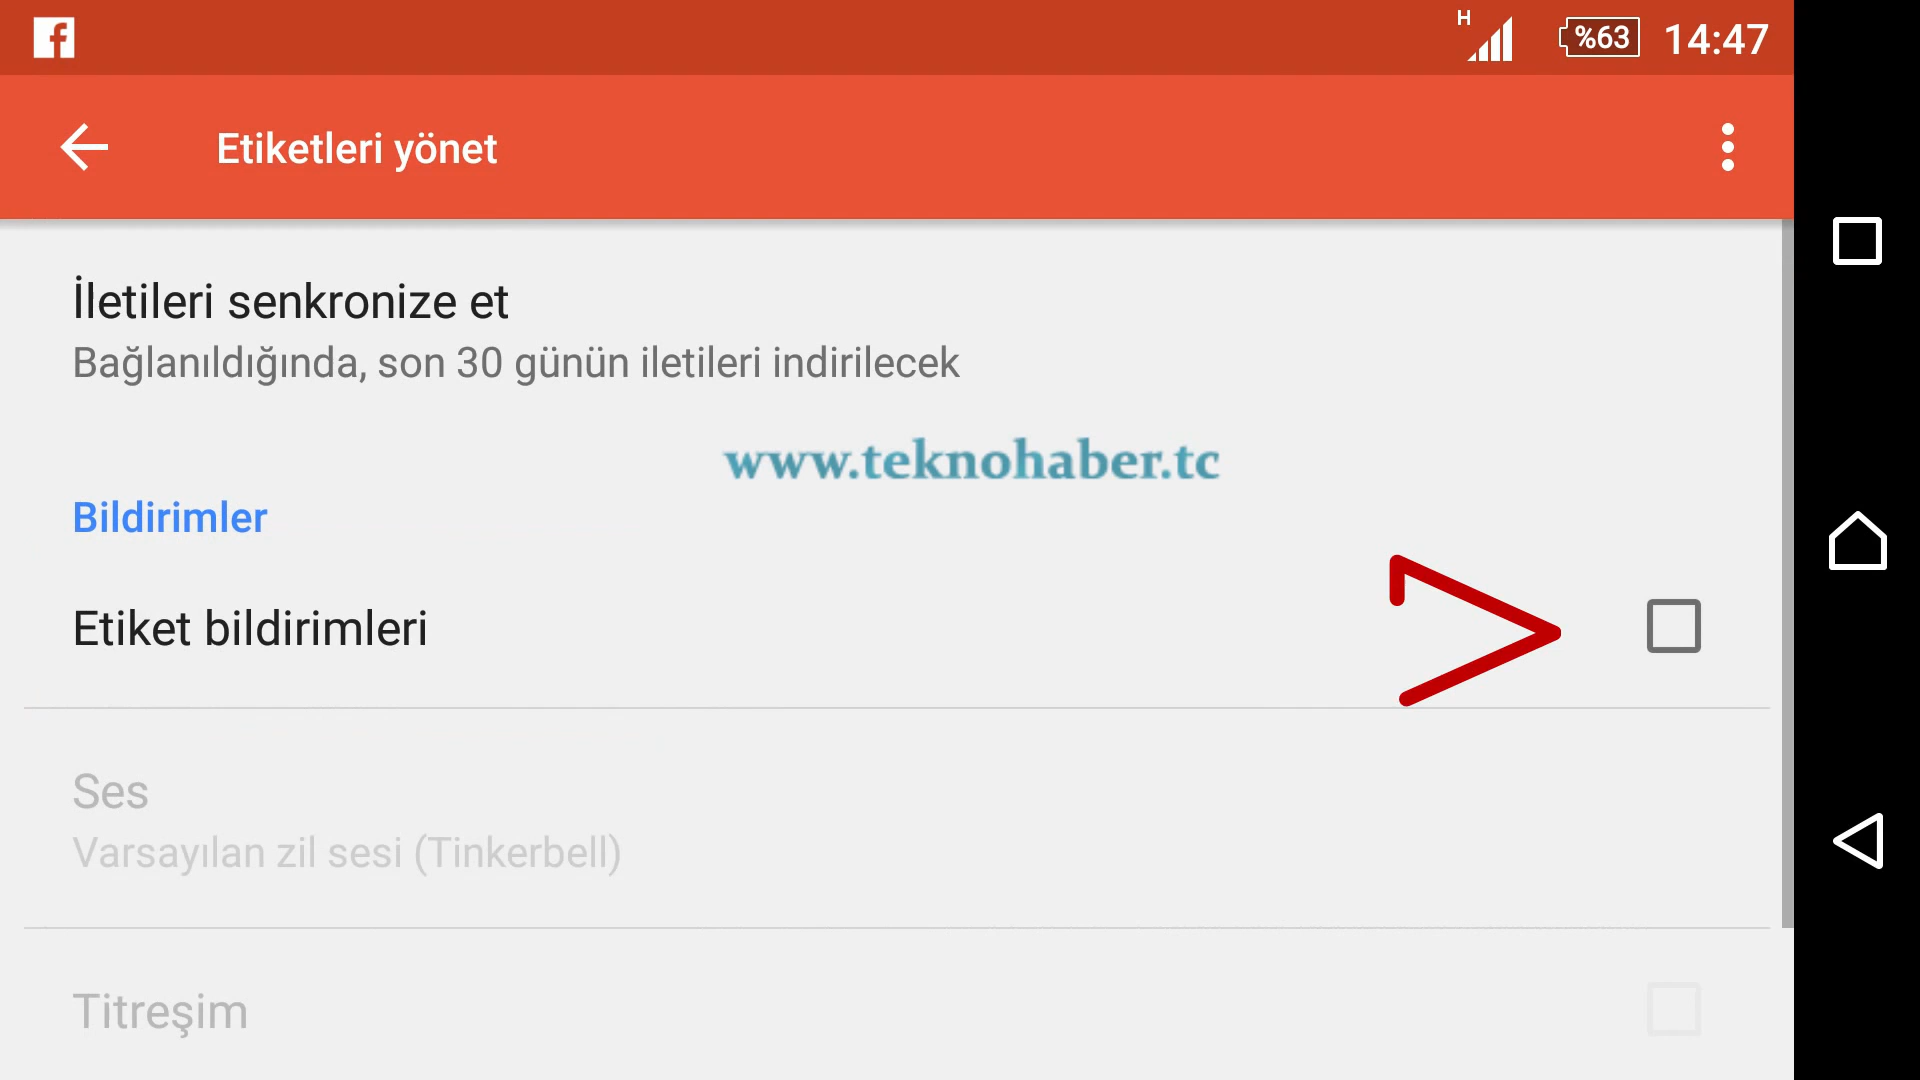 H %63 14:47
Etiketleri yönet
İletileri senkronize et
Bağlanıldığında, son 30 günün iletileri indirilecek
www.teknohaber.tc
Bildirimler
Etiket bildirimleri
Ses
Varsayılan zil sesi (Tinkerbell)
Titreşim